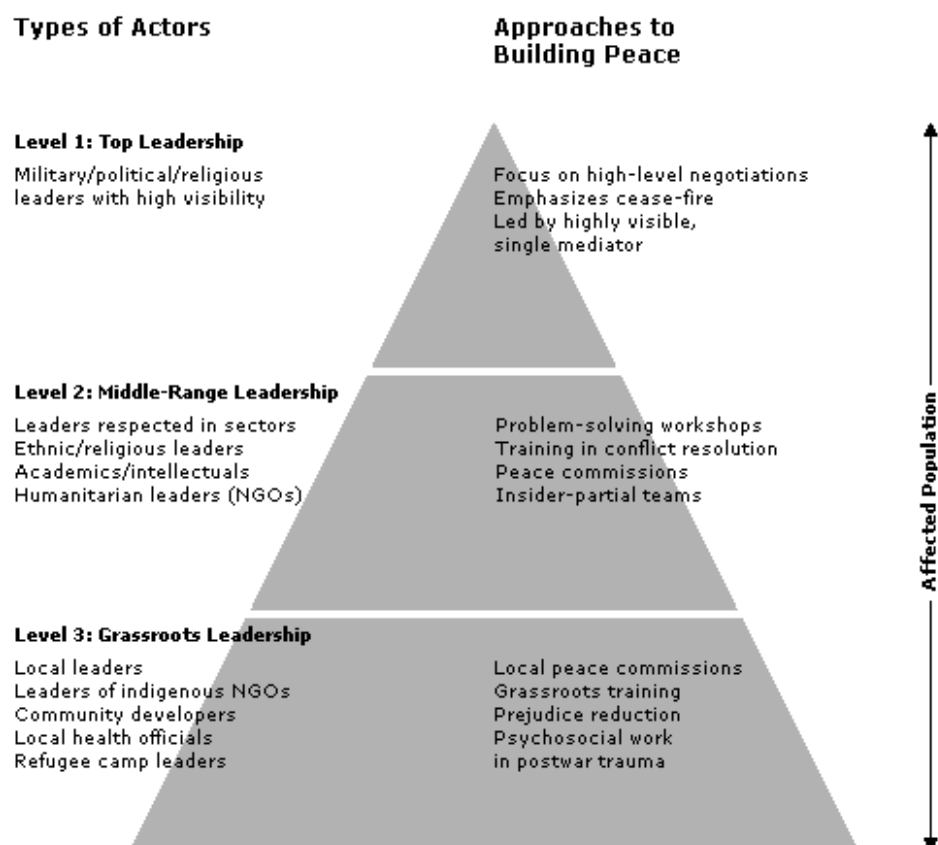 Types of Actors
Approaches to
Building Peace
Level 1: Top Leadership
Military/political/religious
leaders with high visibility
Focus on high-level negotiations
Emphasizes cease-fire
Led by highly visible,
single mediator
Level 2: Middle-Range Leadership
Leaders respected in sectors
Ethnic/religious leaders
Academics/intellectuals
Humanitarian leaders (NGOs)
Problem-solving workshops
Training in conflict resolution
Peace commissions
Insider-partial teams
Level 3: Grassroots Leadership
Local leaders
Leaders of indigenous NGOs
Community developers
Local health officials
Refugee camp leaders
Local peace commissions
Grassroots training
Prejudice reduction
Psychosocial work
in postwar trauma
Affected Population